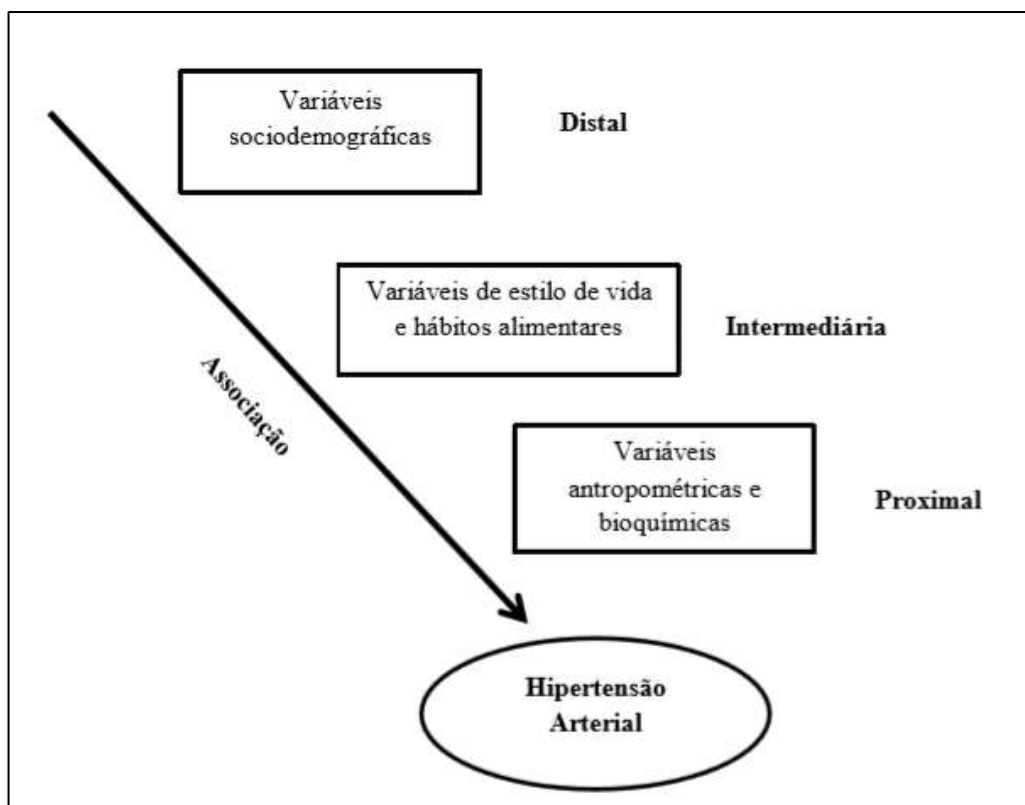 Variáveis
sociodemográficas
Distal
Variáveis de estilo de vida
e hábitos alimentares
Intermediária
Associação
Variáveis
antropométricas e
bioquímicas
Proximal
Hipertensão
Arterial